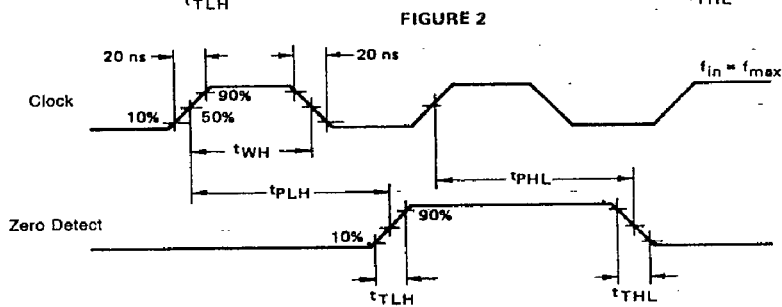 tTLH tTHL
FIGURE 2
20 ns 20 ns
Clock 10% 50% 90% fin = fmax
tWH
tPLH tPHL
Zero Detect 10% 90%
tTLH tTHL